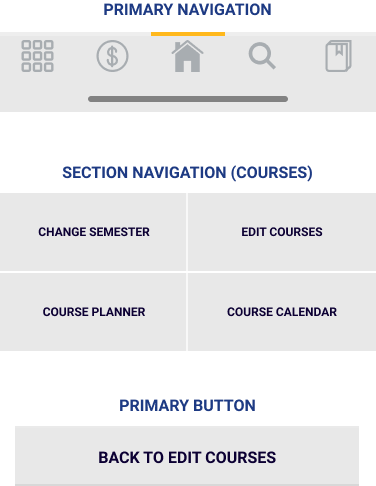 PRIMARY NAVIGATION
$
SECTION NAVIGATION (COURSES)
CHANGE SEMESTER
EDIT COURSES
COURSE PLANNER
COURSE CALENDAR
PRIMARY BUTTON
BACK TO EDIT COURSES